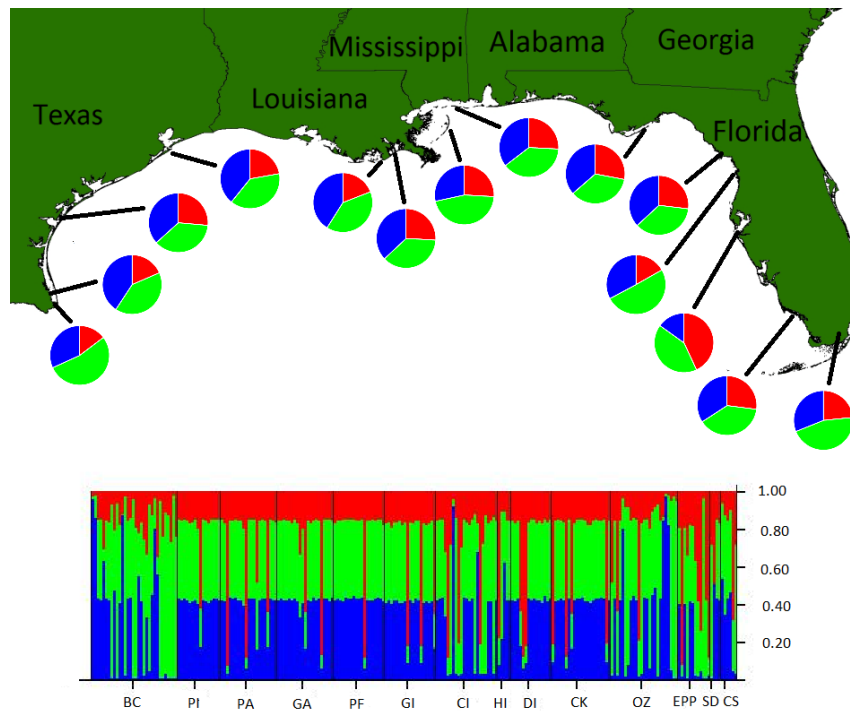 Texas
Louisiana
Mississippi
Alabama
Georgia
Florida
1.00
0.80
0.60
0.40
0.20
BC PI PA GA PF GI CI HI DI CK OZ EPP SD CS